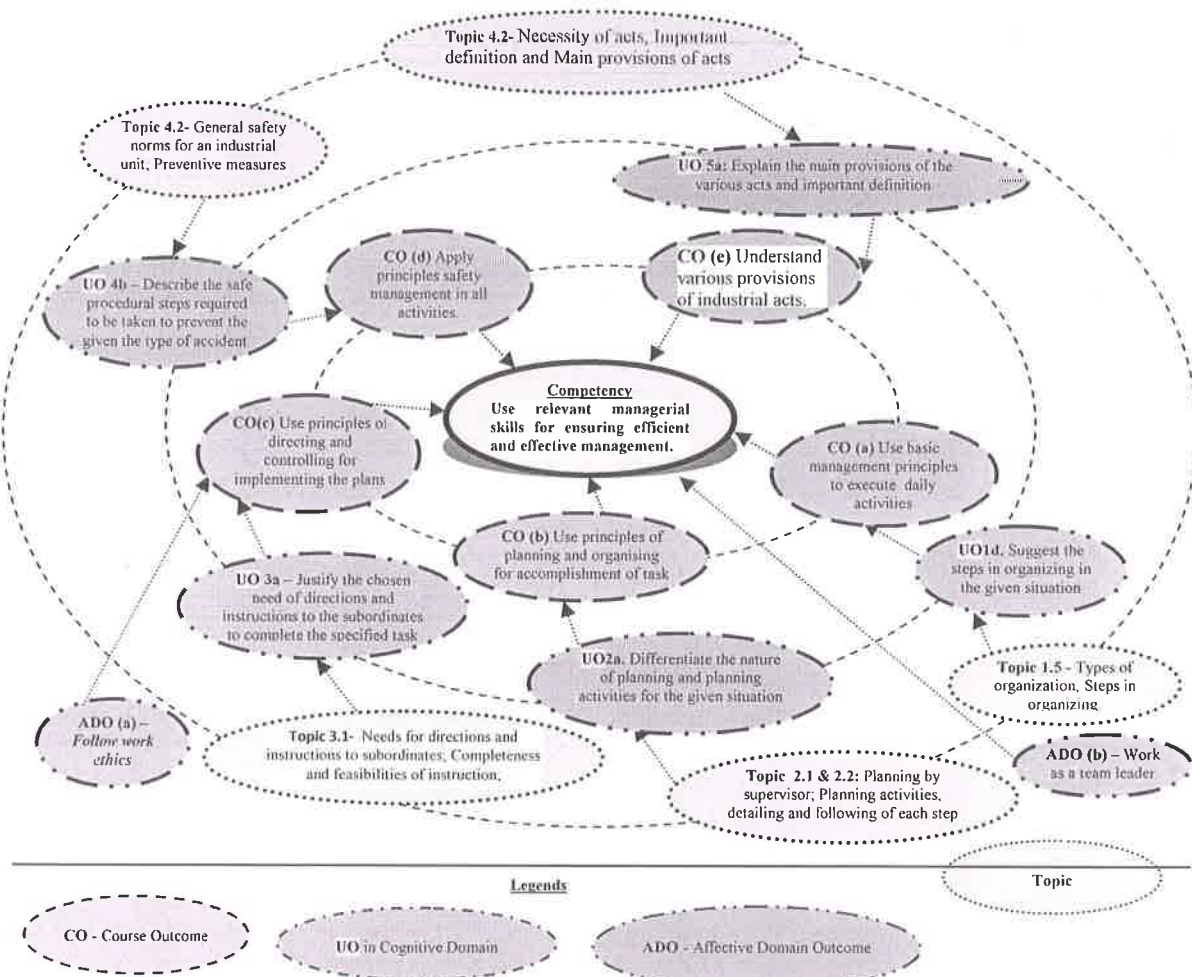 Topic 4.2- Necessity of acts, Important
definition and Main provisions of acts
Topic 4.2- General safety
norms for an industrial
unit, Preventive measures
UO 5a: Explain the main provisions of the
various acts and important definition
CO (d) Apply
principles safety
management in all
activities.
CO (e) Understand
various provisions
of industrial acts.
UO 4b – Describe the safe
procedural steps required
to be taken to prevent the
given the type of accident
Competency
Use relevant managerial
skills for ensuring efficient
and effective management.
CO(c) Use principles of
directing and
controlling for
implementing the plans
CO (a) Use basic
management principles
to execute daily
activities
CO (b) Use principles of
planning and organising
for accomplishment of task
UO1d. Suggest the
steps in organizing in
the given situation
UO 3a – Justify the chosen
need of directions and
instructions to the subordinates
to complete the specified task
UO2a. Differentiate the nature
of planning and planning
activities for the given situation
Topic 1.5 - Types of
organization, Steps in
organizing
ADO (a) –
Follow work
ethics
Topic 3.1- Needs for directions and
instructions to subordinates; Completeness
and feasibilities of instruction,
ADO (b) – Work
as a team leader
Topic 2.1 & 2.2: Planning by
supervisor; Planning activities,
detailing and following of each step
Legends
Topic
CO - Course Outcome
UO in Cognitive Domain
ADO - Affective Domain Outcome